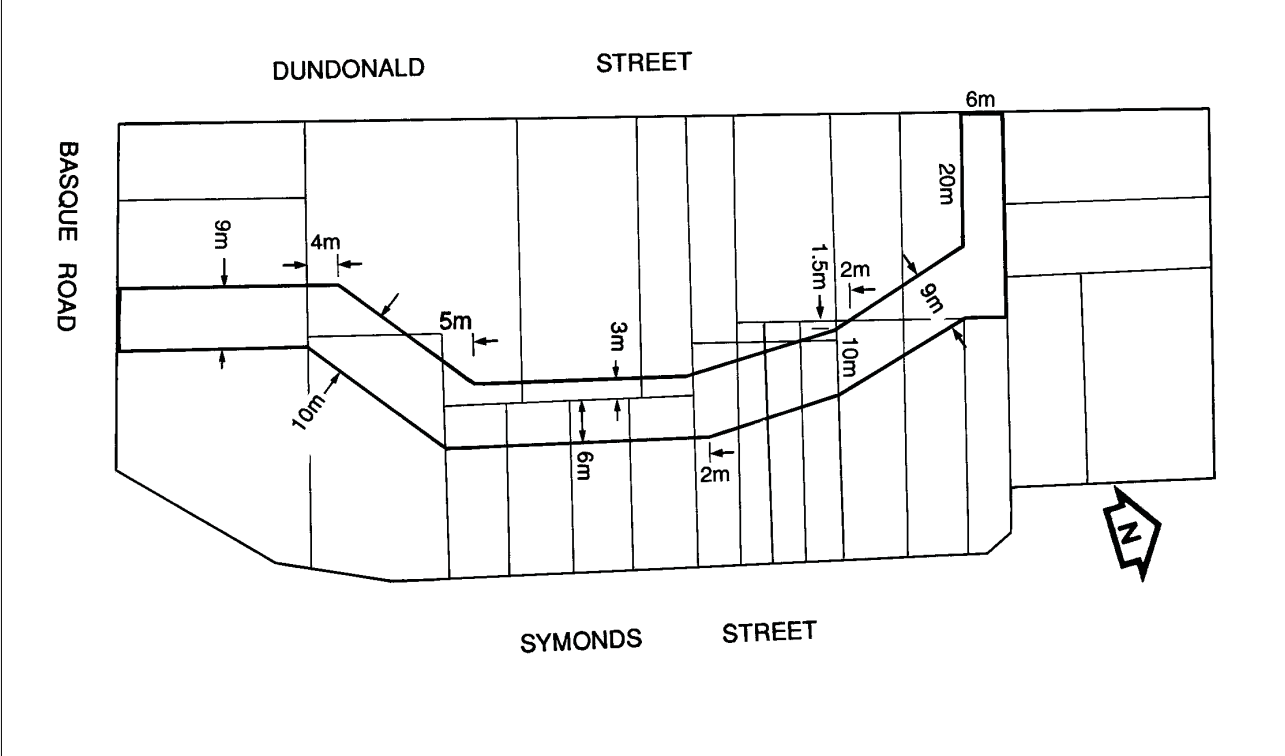 DUNDONALD STREET
6m
BASQUE ROAD
20m
9m
4m
1.5m
2m
9m
5m
3m
10m
10m
6m
2m
N
SYMONDS STREET